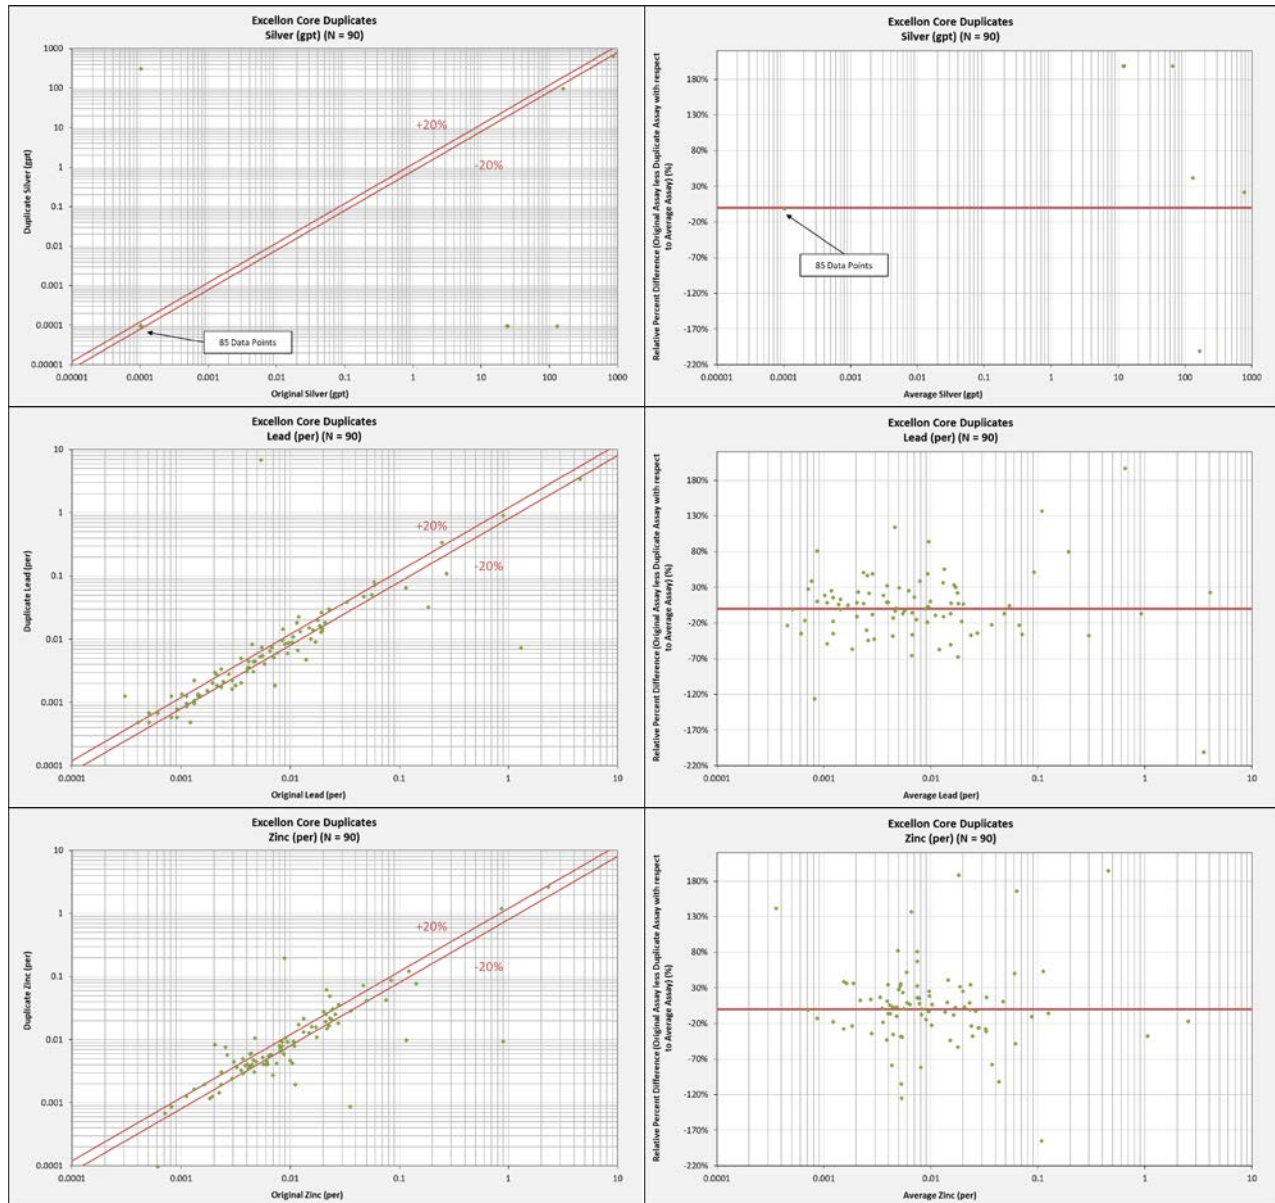 Excellon Core Duplicates
Silver (gpt) (N = 90)
Duplicate Silver (gpt)
1000
100
10
1
0.1
0.01
0.001
0.0001
0.00001
+20%
-20%
85 Data Points
0.00001 0.0001 0.001 0.01 0.1 1 10 100 1000
Original Silver (gpt)
Excellon Core Duplicates
Silver (gpt) (N = 90)
Relative Percent Difference (Original Assay less Duplicate Assay with respect
to Average Assay) (%)
180%
130%
80%
30%
-20%
-70%
-120%
-170%
-220%
85 Data Points
0.00001 0.0001 0.001 0.01 0.1 1 10 100 1000
Average Silver (gpt)
Excellon Core Duplicates
Lead (per) (N = 90)
Duplicate Lead (per)
10
1
0.1
0.01
0.001
0.0001
+20%
-20%
0.0001 0.001 0.01 0.1 1 10
Original Lead (per)
Excellon Core Duplicates
Lead (per) (N = 90)
Relative Percent Difference (Original Assay less Duplicate Assay with respect
to Average Assay) (%)
180%
130%
80%
30%
-20%
-70%
-120%
-170%
-220%
0.0001 0.001 0.01 0.1 1 10
Average Lead (per)
Excellon Core Duplicates
Zinc (per) (N = 90)
Duplicate Zinc (per)
10
1
0.1
0.01
0.001
0.0001
+20%
-20%
0.0001 0.001 0.01 0.1 1 10
Original Zinc (per)
Excellon Core Duplicates
Zinc (per) (N = 90)
Relative Percent Difference (Original Assay less Duplicate Assay with respect
to Average Assay) (%)
180%
130%
80%
30%
-20%
-70%
-120%
-170%
-220%
0.0001 0.001 0.01 0.1 1 10
Average Zinc (per)